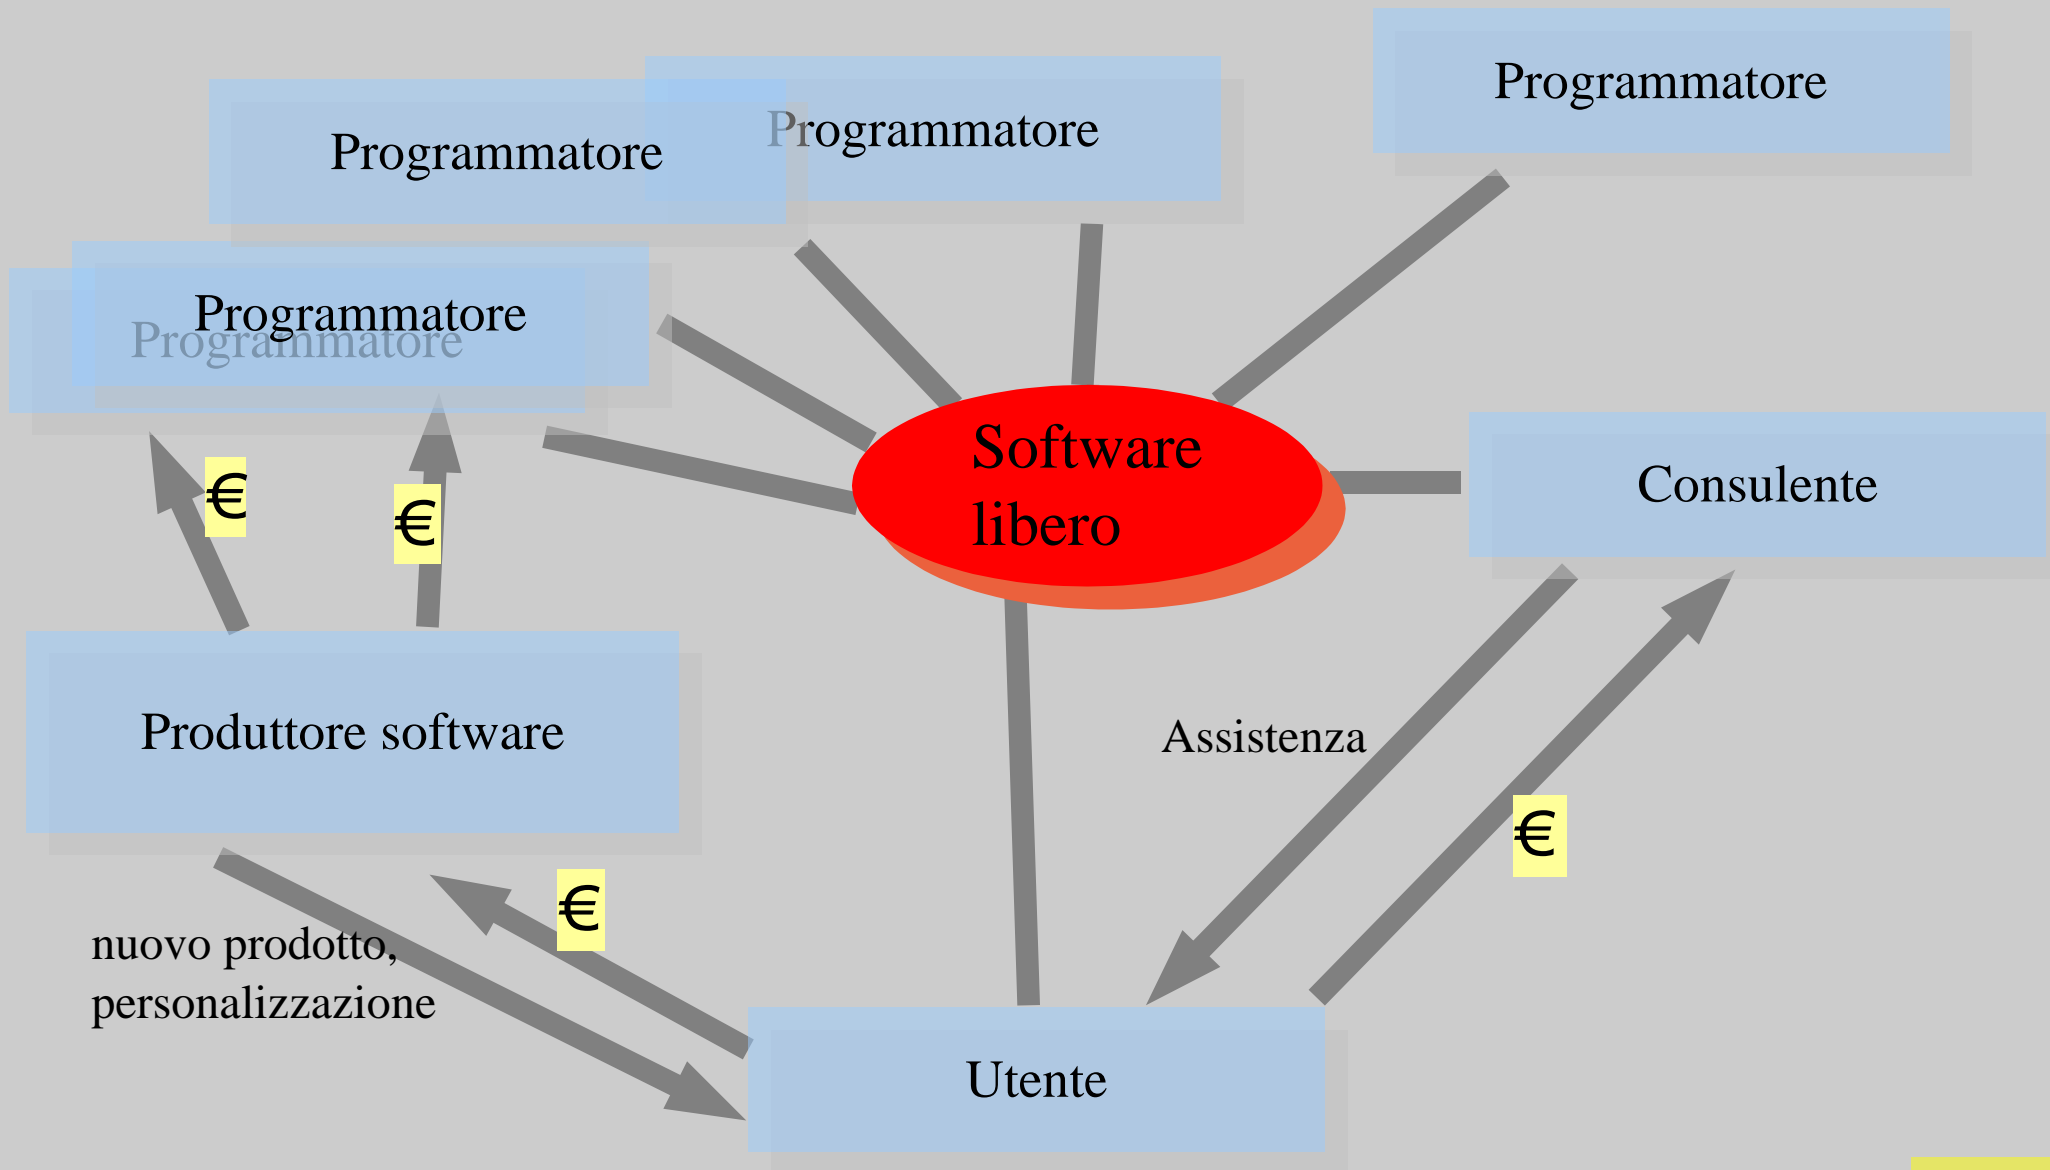 Programmatore
Programmatore
Programmatore
Programmatore
Programmatore
Software
libero
Consulente
€
€
Produttore software
Assistenza
€
€
nuovo prodotto,
personalizzazione
Utente